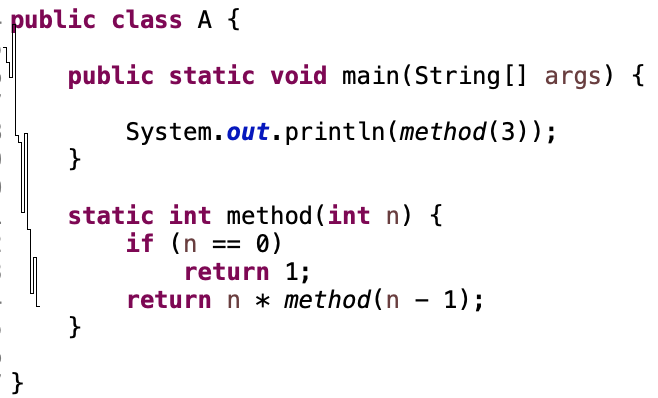 public class A {
public static void main(String[] args) {
System.out.println(method(3));
}
static int method(int n) {
if (n == 0)
return 1;
return n * method(n - 1);
}
}